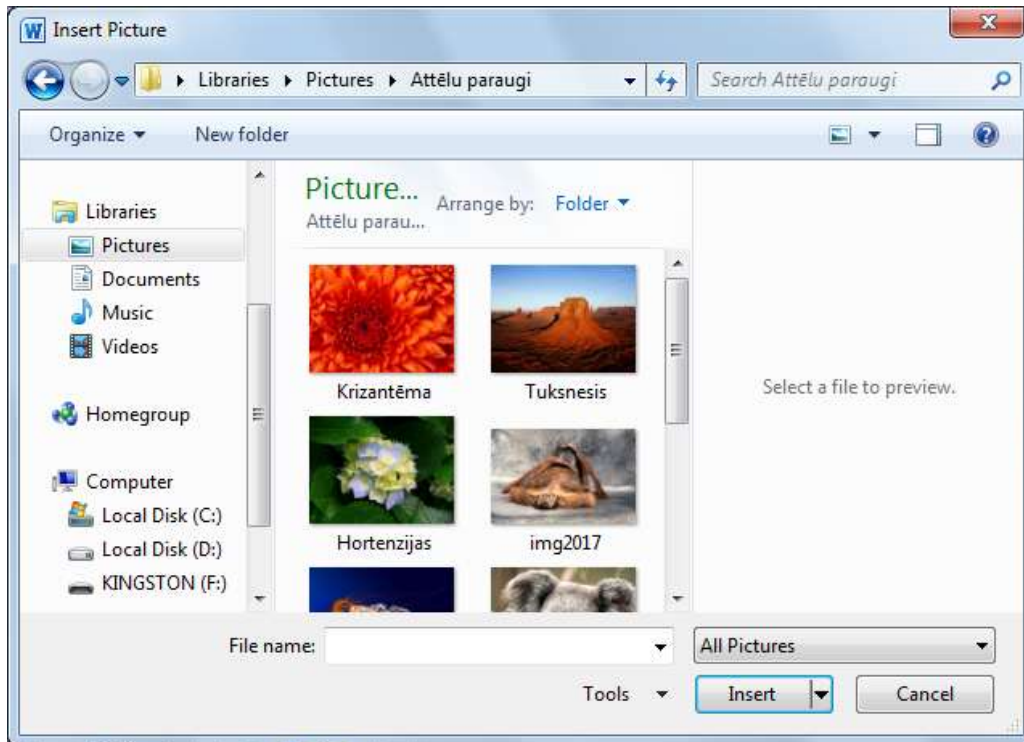 Insert Picture
Libraries Pictures Attēlu paraugi
Search Attēlu paraugi
Organize New folder
Libraries
Pictures
Documents
Music
Videos
Homegroup
Computer
Local Disk (C:)
Local Disk (D:)
KINGSTON (F:)
Picture...
Attēlu parau...
Arrange by: Folder
Krizantēma Tuksnesis
Hortenzijas img2017
Select a file to preview.
File name: All Pictures
Tools Insert Cancel